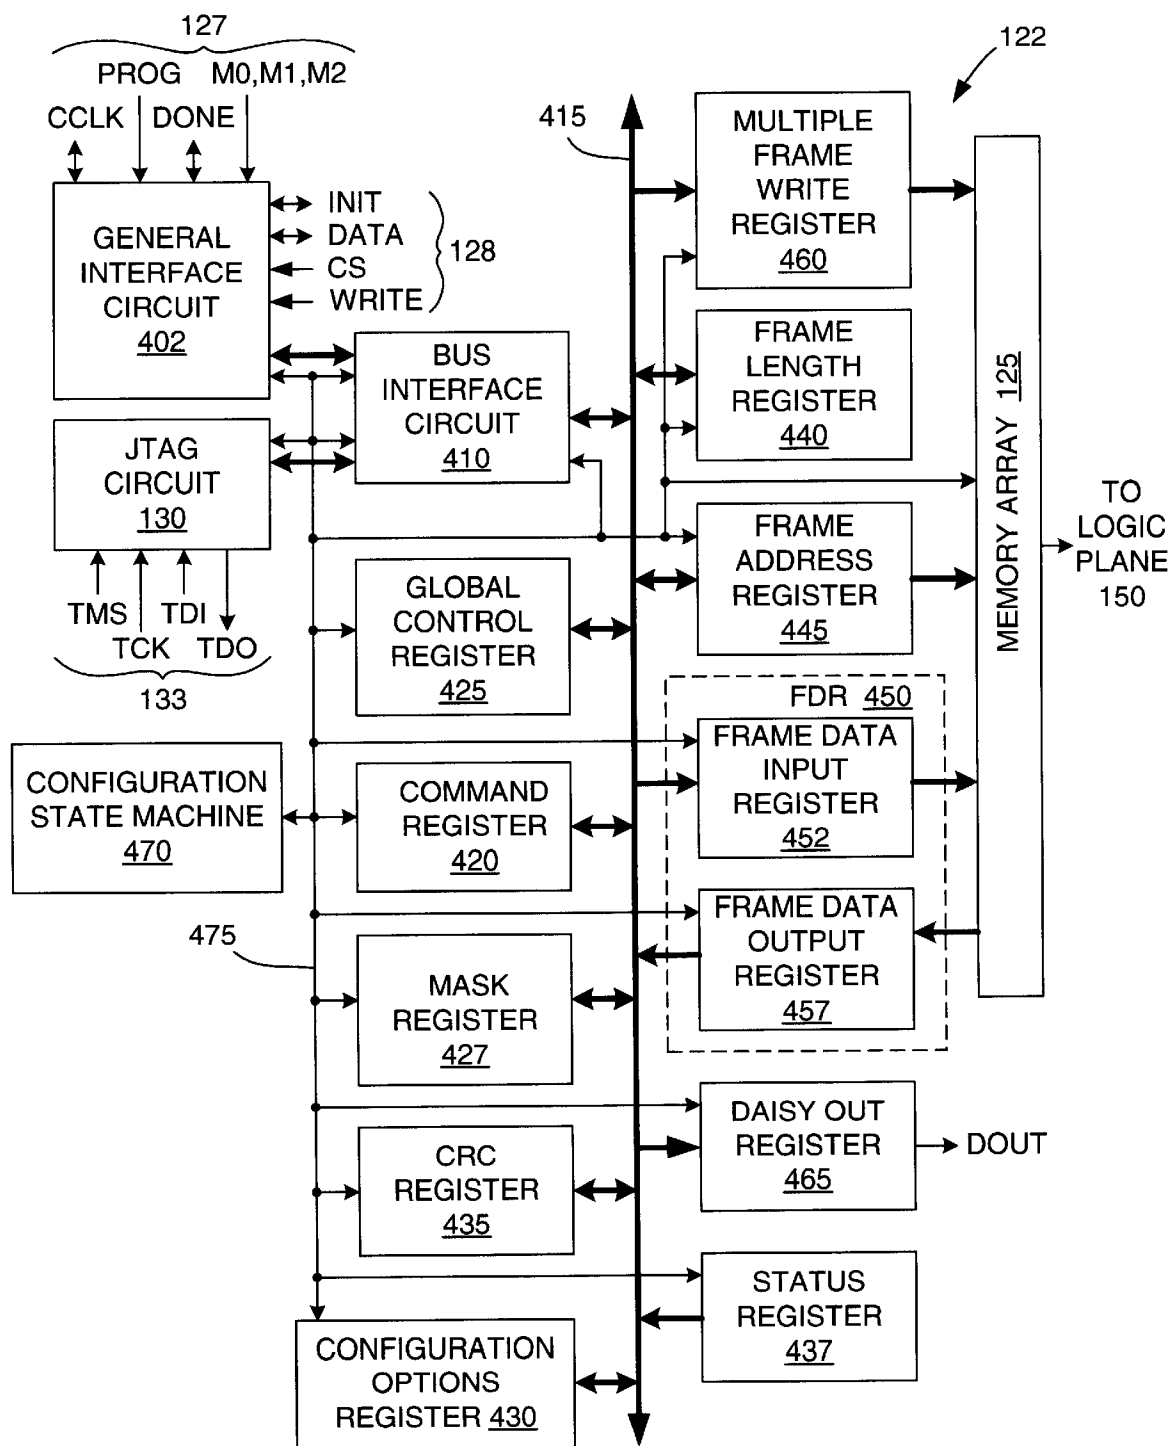 127
PROG M0,M1,M2
CCLK DONE
122
415
GENERAL
INTERFACE
CIRCUIT
402
INIT
DATA
CS
WRITE
128
MULTIPLE
FRAME
WRITE
REGISTER
460
BUS
INTERFACE
CIRCUIT
410
FRAME
LENGTH
REGISTER
440
JTAG
CIRCUIT
130
TMS TDI
TCK TDO
133
MEMORY ARRAY 125
TO
LOGIC
PLANE
150
GLOBAL
CONTROL
REGISTER
425
FRAME
ADDRESS
REGISTER
445
FDR 450
FRAME DATA
INPUT
REGISTER
452
CONFIGURATION
STATE MACHINE
470
COMMAND
REGISTER
420
FRAME DATA
OUTPUT
REGISTER
457
475
MASK
REGISTER
427
DAISY OUT
REGISTER
465
DOUT
CRC
REGISTER
435
STATUS
REGISTER
437
CONFIGURATION
OPTIONS
REGISTER 430